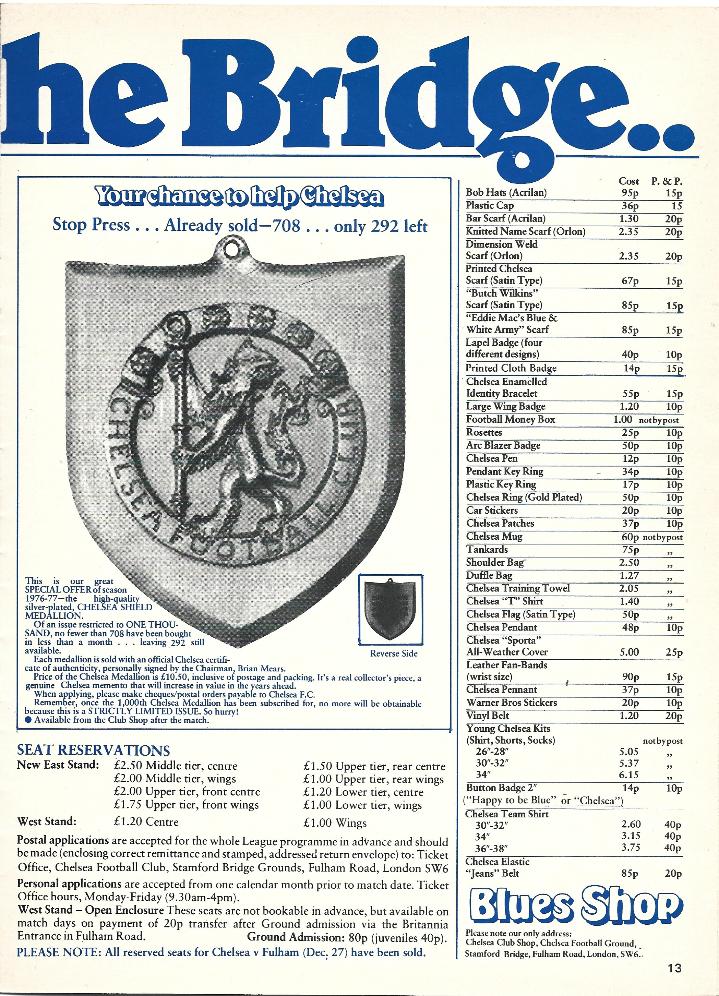 he Bridge..
Your chance to help Chelsea
Stop Press . . . Already sold—708 . . . only 292 left
CHELSEA FOOTBALL CLUB
This is our great
SPECIAL OFFER of season
1976-77—the high-quality
silver-plated, CHELSEA SHIELD
MEDALLION.
Of an issue restricted to ONE THOU-
SAND, no fewer than 708 have been bought
in less than a month . . . leaving 292 still
available.
Each medallion is sold with an official Chelsea certifi-
cate of authenticity, personally signed by the Chairman, Brian Mears.
Price of the Chelsea Medallion is £10.50, inclusive of postage and packing. It's a real collector's piece, a
genuine Chelsea memento that will increase in value in the years ahead.
When applying, please make cheques/postal orders payable to Chelsea F.C.
Remember, once the 1,000th Chelsea Medallion has been subscribed for, no more will be obtainable
because this is a STRICTLY LIMITED ISSUE. So hurry!
● Available from the Club Shop after the match.
Reverse Side
SEAT RESERVATIONS
New East Stand: £2.50 Middle tier, centre £1.50 Upper tier, rear centre
£2.00 Middle tier, wings £1.00 Upper tier, rear wings
£2.00 Upper tier, front centre £1.20 Lower tier, centre
£1.75 Upper tier, front wings £1.00 Lower tier, wings
West Stand: £1.20 Centre £1.00 Wings
Postal applications are accepted for the whole League programme in advance and should
be made (enclosing correct remittance and stamped, addressed return envelope) to: Ticket
Office, Chelsea Football Club, Stamford Bridge Grounds, Fulham Road, London SW6
Personal applications are accepted from one calendar month prior to match date. Ticket
Office hours, Monday-Friday (9.30am-4pm).
West Stand – Open Enclosure These seats are not bookable in advance, but available on
match days on payment of 20p transfer after Ground admission via the Britannia
Entrance in Fulham Road. Ground Admission: 80p (juveniles 40p).
PLEASE NOTE: All reserved seats for Chelsea v Fulham (Dec. 27) have been sold.
Cost P. & P.
Bob Hats (Acrilan) 95p 15p
Plastic Cap 36p 15
Bar Scarf (Acrilan) 1.30 20p
Knitted Name Scarf (Orlon) 2.35 20p
Dimension Weld
Scarf (Orlon) 2.35 20p
Printed Chelsea
Scarf (Satin Type) 67p 15p
"Butch Wilkins"
Scarf (Satin Type) 85p 15p
"Eddie Mac's Blue &
White Army" Scarf 85p 15p
Lapel Badge (four
different designs) 40p 10p
Printed Cloth Badge 14p 15p
Chelsea Enamelled
Identity Bracelet 55p 15p
Large Wing Badge 1.20 10p
Football Money Box 1.00 not by post
Rosettes 25p 10p
Arc Blazer Badge 50p 10p
Chelsea Pen 12p 10p
Pendant Key Ring 34p 10p
Plastic Key Ring 17p 10p
Chelsea Ring (Gold Plated) 50p 10p
Car Stickers 20p 10p
Chelsea Patches 37p 10p
Chelsea Mug 60p not by post
Tankards 75p „
Shoulder Bag 2.50 „
Duffle Bag 1.27 „
Chelsea Training Towel 2.05 „
Chelsea "T" Shirt 1.40 „
Chelsea Flag (Satin Type) 50p „
Chelsea Pendant 48p 10p
Chelsea "Sporta"
All-Weather Cover 5.00 25p
Leather Fan-Bands
(wrist size) 90p 15p
Chelsea Pennant 37p 10p
Warner Bros Stickers 20p 10p
Vinyl Belt 1.20 20p
Young Chelsea Kits
(Shirt, Shorts, Socks) not by post
26"-28" 5.05 „
30"-32" 5.37 „
34" 6.15 „
Button Badge 2" 14p 10p
("Happy to be Blue" or "Chelsea")
Chelsea Team Shirt
30"-32" 2.60 40p
34" 3.15 40p
36"-38" 3.75 40p
Chelsea Elastic
"Jeans" Belt 85p 20p
Blues Shop
Please note our only address:
Chelsea Club Shop, Chelsea Football Ground,
Stamford Bridge, Fulham Road, London, SW6.
13